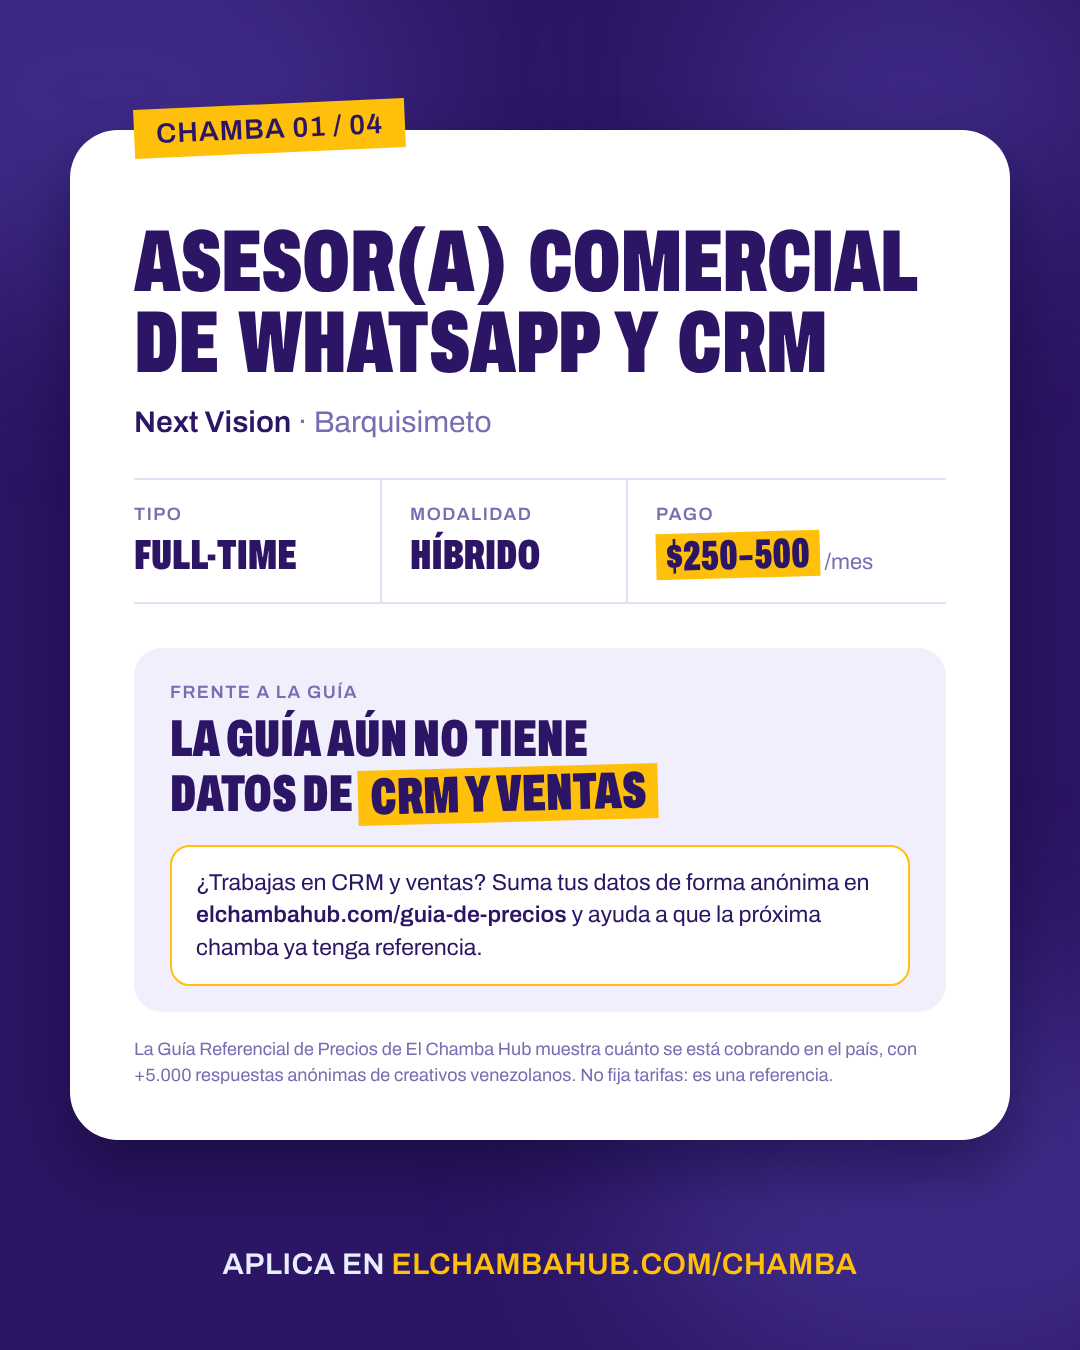 CHAMBA 01 / 04
ASESOR(A) COMERCIAL
DE WHATSAPP Y CRM
Next Vision · Barquisimeto
TIPO
FULL-TIME
MODALIDAD
HÍBRIDO
PAGO
$250–500 /mes
FRENTE A LA GUÍA
LA GUÍA AÚN NO TIENE
DATOS DE CRM Y VENTAS
¿Trabajas en CRM y ventas? Suma tus datos de forma anónima en
elchambahub.com/guia-de-precios y ayuda a que la próxima
chamba ya tenga referencia.
La Guía Referencial de Precios de El Chamba Hub muestra cuánto se está cobrando en el país, con
+5.000 respuestas anónimas de creativos venezolanos. No fija tarifas: es una referencia.
APLICA EN ELCHAMBAHUB.COM/CHAMBA